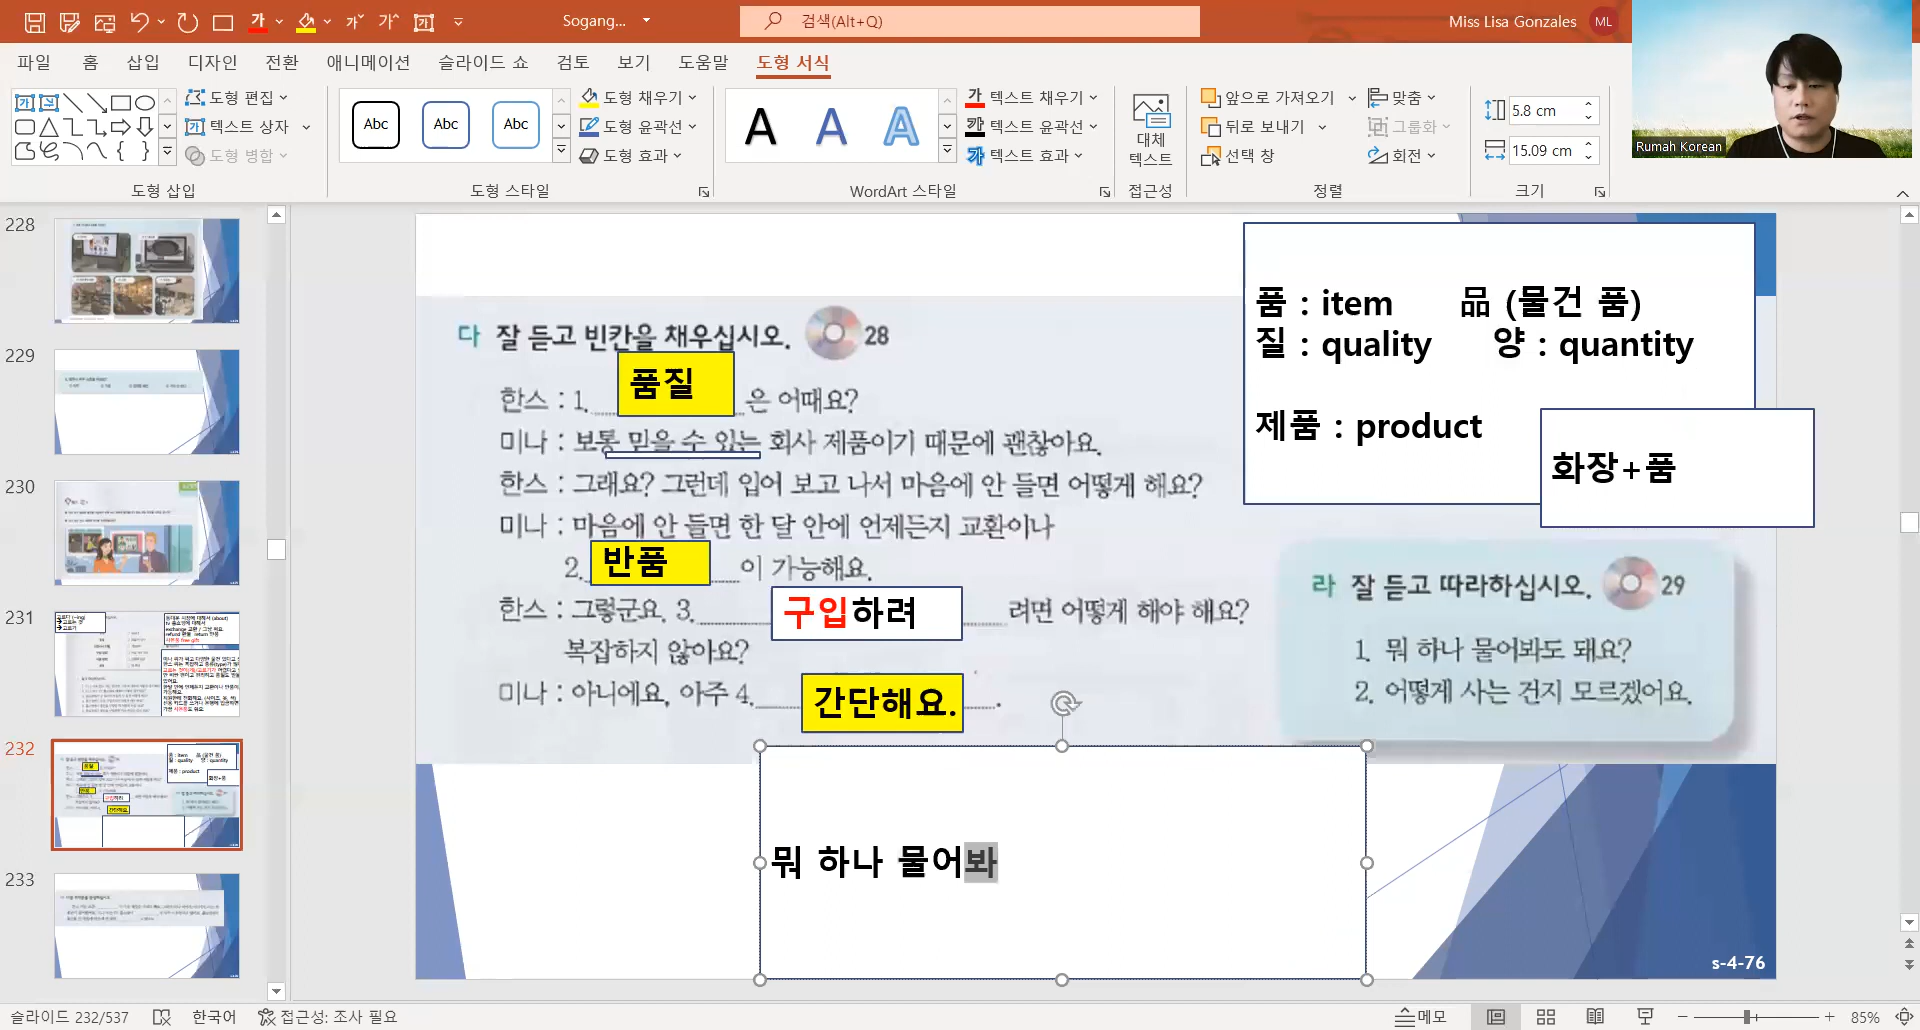 Sogang...
검색(Alt+Q)
Miss Lisa Gonzales
ML
파일 홈 삽입 디자인 전환 애니메이션 슬라이드 쇼 검토 보기 도움말 도형 서식
도형 편집
텍스트 상자
도형 병합
도형 삽입
Abc Abc Abc
도형 채우기
도형 윤곽선
도형 효과
도형 스타일
A A A
텍스트 채우기
텍스트 윤곽선
텍스트 효과
WordArt 스타일
대체
텍스트
접근성
앞으로 가져오기
뒤로 보내기
선택 창
맞춤
그룹화
회전
정렬
5.8 cm
15.09 cm
크기
Rumah Korean
228
229
230
231
232
233
다 잘 듣고 빈칸을 채우십시오. 28
한스 : 1. 품질 은 어때요?
미나 : 보통 믿을 수 있는 회사 제품이기 때문에 괜찮아요.
한스 : 그래요? 그런데 입어 보고 나서 마음에 안 들면 어떻게 해요?
미나 : 마음에 안 들면 한 달 안에 언제든지 교환이나
2. 반품 이 가능해요.
한스 : 그렇군요. 3. 구입하려 려면 어떻게 해야 해요?
복잡하지 않아요?
미나 : 아니에요, 아주 4. 간단해요.
품 : item 品 (물건 품)
질 : quality 양 : quantity
제품 : product
화장+품
라 잘 듣고 따라하십시오. 29
1. 뭐 하나 물어봐도 돼요?
2. 어떻게 사는 건지 모르겠어요.
뭐 하나 물어봐
s-4-76
슬라이드 232/537
한국어
접근성: 조사 필요
메모
85%